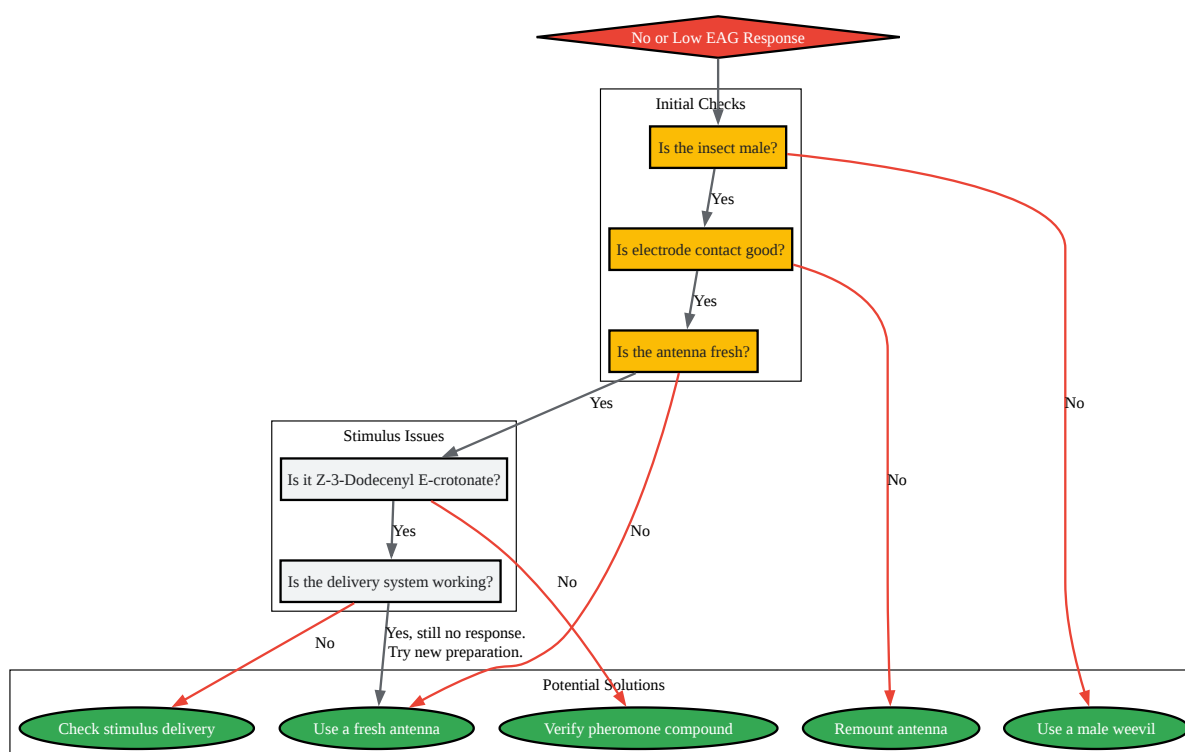 No or Low EAG Response
Initial Checks
Is the insect male?
Yes
Is electrode contact good?
Yes
Is the antenna fresh?
Yes
No
Stimulus Issues
Is it Z-3-Dodecenyl E-crotonate?
No
Yes
No
Is the delivery system working?
No
No
Yes, still no response.
Try new preparation.
Potential Solutions
Check stimulus delivery
Use a fresh antenna
Verify pheromone compound
Remount antenna
Use a male weevil